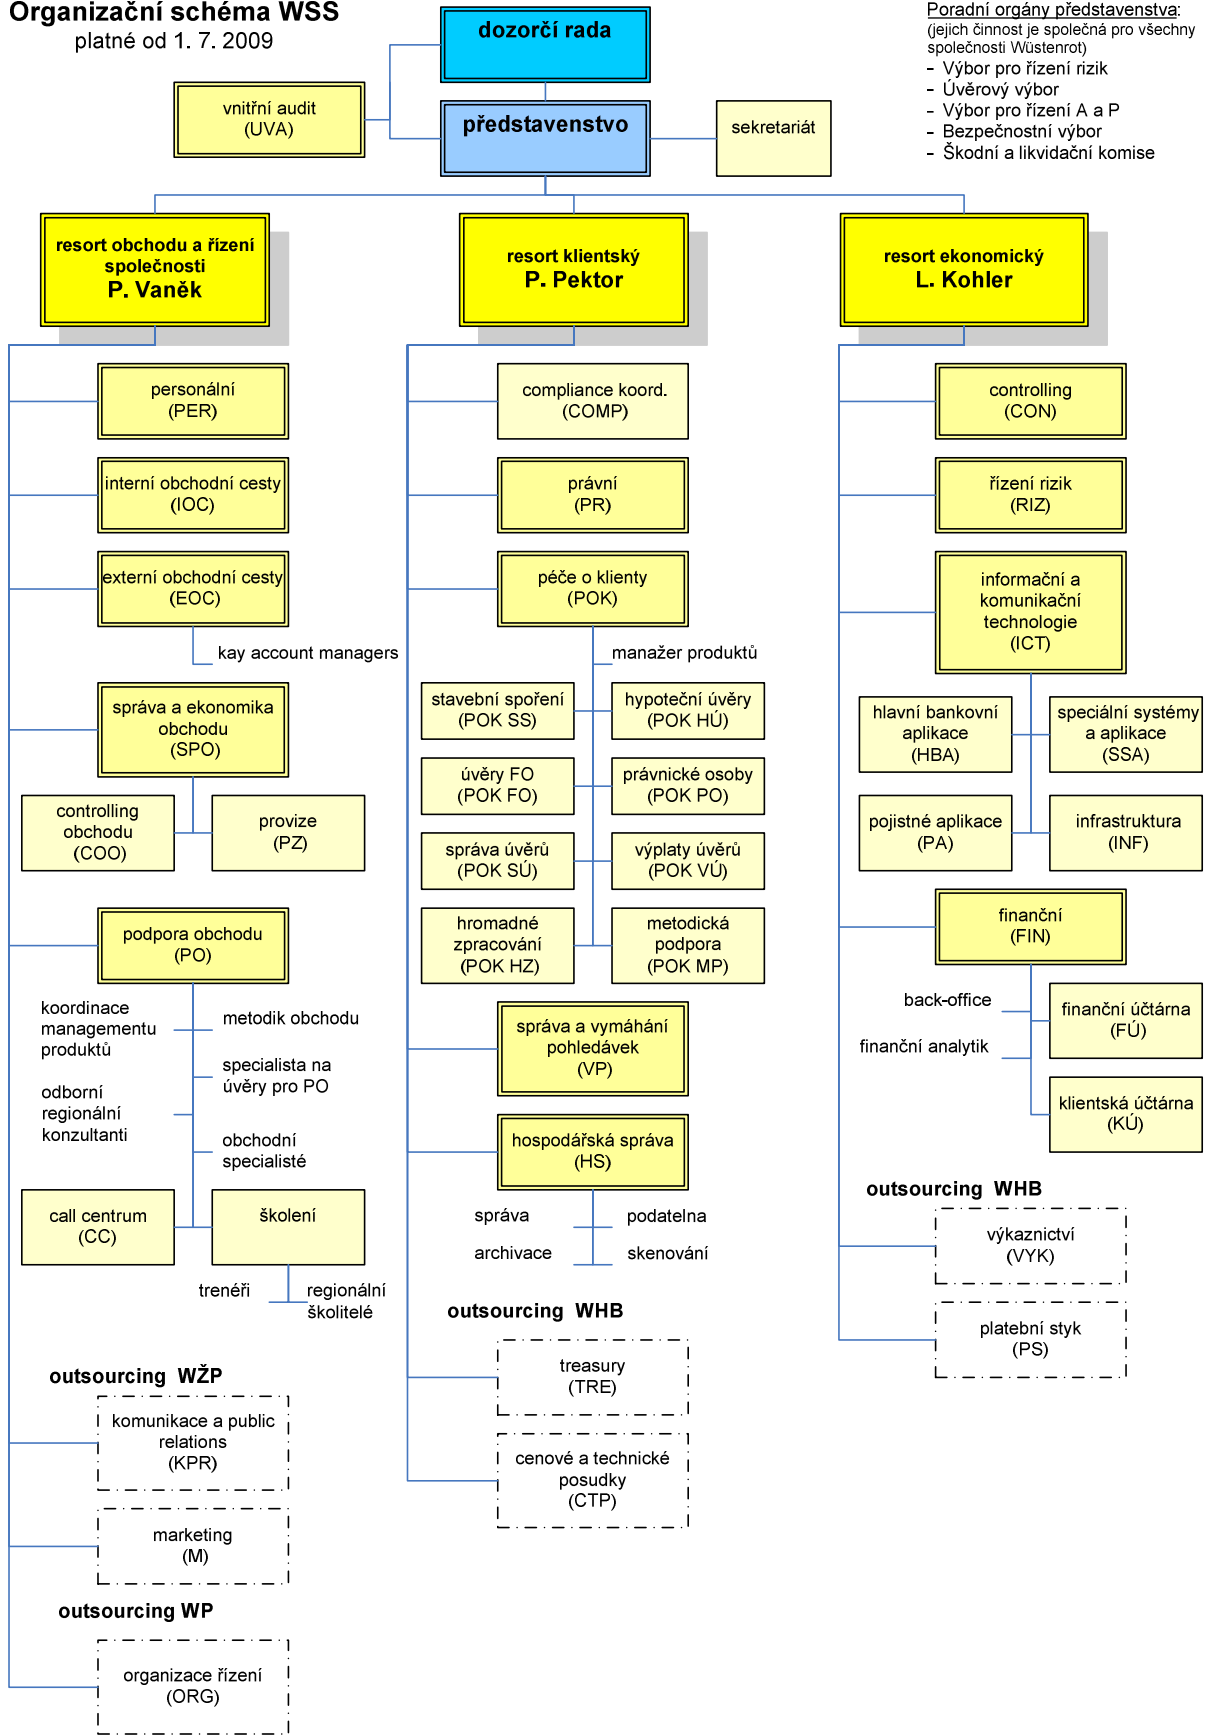 Organizační schéma WSS
platné od 1. 7. 2009
dozorčí rada
představenstvo
vnitřní audit
(UVA)
sekretariát
Poradní orgány představenstva:
(jejich činnost je společná pro všechny
společnosti Wüstenrot)
- Výbor pro řízení rizik
- Úvěrový výbor
- Výbor pro řízení A a P
- Bezpečnostní výbor
- Škodní a likvidační komise
resort obchodu a řízení
společnosti
P. Vaněk
personální
(PER)
interní obchodní cesty
(IOC)
externí obchodní cesty
(EOC)
kay account managers
správa a ekonomika
obchodu
(SPO)
controlling
obchodu
(COO)
provize
(PZ)
podpora obchodu
(PO)
koordinace
managementu
produktů
metodik obchodu
specialista na
úvěry pro PO
odborní
regionální
konzultanti
obchodní
specialisté
call centrum
(CC)
školení
trenéři
regionální
školitelé
outsourcing WŽP
komunikace a public
relations
(KPR)
marketing
(M)
outsourcing WP
organizace řízení
(ORG)
resort klientský
P. Pektor
compliance koord.
(COMP)
právní
(PR)
péče o klienty
(POK)
manažer produktů
stavební spoření
(POK SS)
hypoteční úvěry
(POK HÚ)
úvěry FO
(POK FO)
právnické osoby
(POK PO)
správa úvěrů
(POK SÚ)
výplaty úvěrů
(POK VÚ)
hromadné
zpracování
(POK HZ)
metodická
podpora
(POK MP)
správa a vymáhání
pohledávek
(VP)
hospodářská správa
(HS)
správa
podatelna
archivace
skenování
outsourcing WHB
treasury
(TRE)
cenové a technické
posudky
(CTP)
resort ekonomický
L. Kohler
controlling
(CON)
řízení rizik
(RIZ)
informační a
komunikační
technologie
(ICT)
hlavní bankovní
aplikace
(HBA)
speciální systémy
a aplikace
(SSA)
pojistné aplikace
(PA)
infrastruktura
(INF)
finanční
(FIN)
back-office
finanční účtárna
(FÚ)
finanční analytik
klientská účtárna
(KÚ)
outsourcing WHB
výkaznictví
(VYK)
platební styk
(PS)